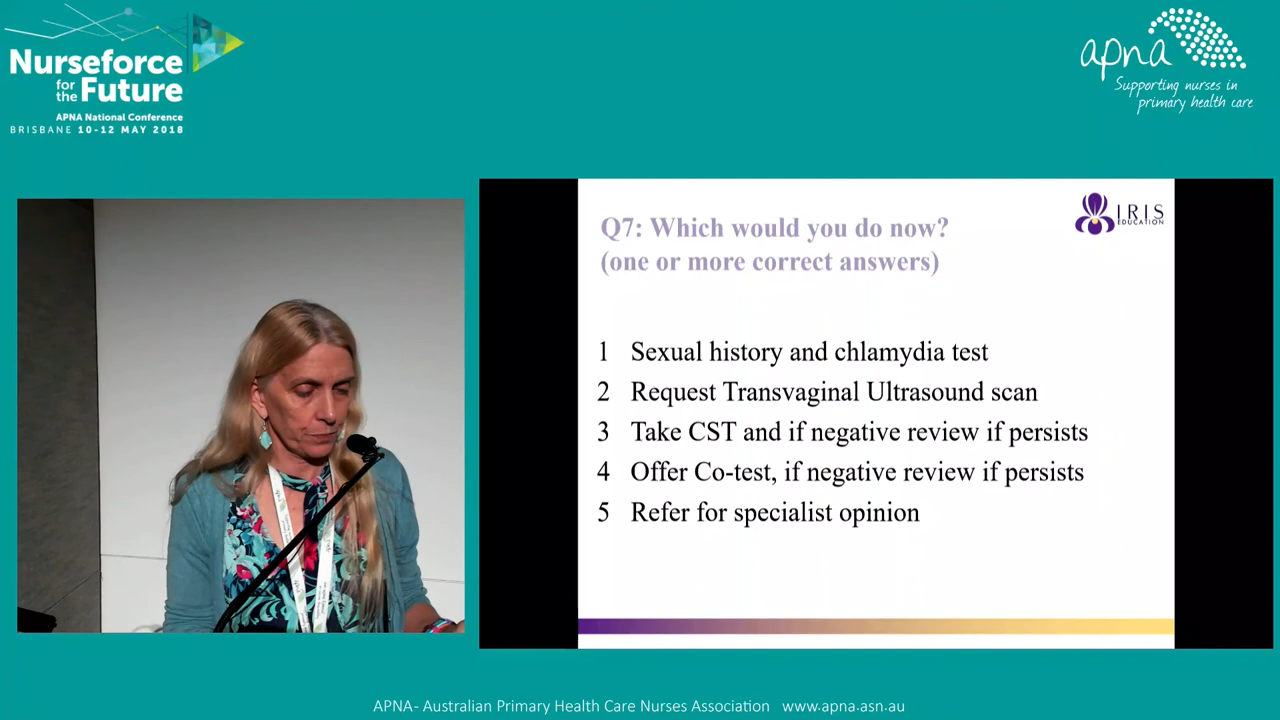 Nurseforce
for the Future
APNA National Conference
BRISBANE 10-12 MAY 2018
apna
Supporting nurses in
primary health care
IRIS
EDUCATION
Q7: Which would you do now?
(one or more correct answers)
1 Sexual history and chlamydia test
2 Request Transvaginal Ultrasound scan
3 Take CST and if negative review if persists
4 Offer Co-test, if negative review if persists
5 Refer for specialist opinion
APNA- Australian Primary Health Care Nurses Association www.apna.asn.au